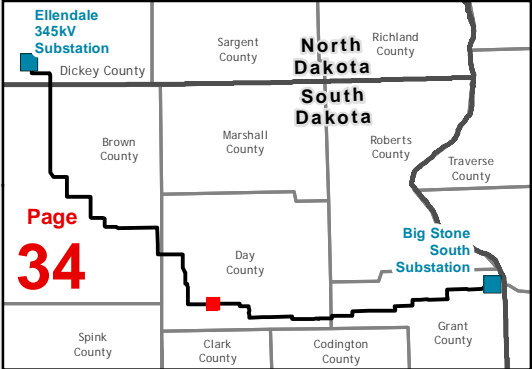 Ellendale
345kV
Substation
Dickey County
Sargent
County
North
Dakota
Richland
County
South
Dakota
Brown
County
Marshall
County
Roberts
County
Traverse
County
Page
34
Day
County
Big Stone
South
Substation
Spink
County
Clark
County
Codington
County
Grant
County